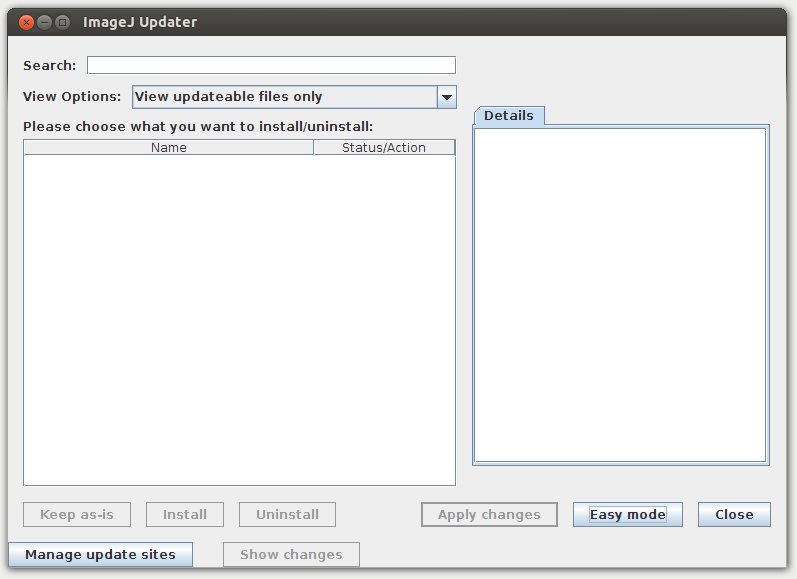 ImageJ Updater
Search:
View Options: View updateable files only
Please choose what you want to install/uninstall:
Name Status/Action
Details
Keep as-is Install Uninstall Apply changes Easy mode Close
Manage update sites Show changes